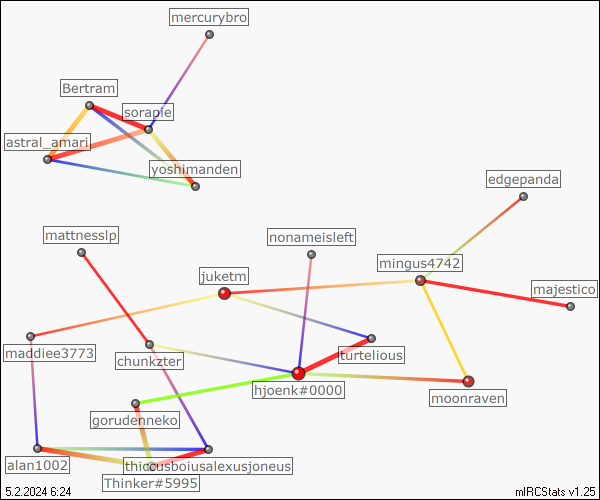 mercurybro
Bertram
sorapie
astral_amari
yoshimanden
edgepanda
mattnesslp
nonameisleft
mingus4742
juketm
majestico
maddiee3773
chunkzter
turtelious
hjoenk#0000
moonraven
gorudenneko
alan1002
thiccusboiusalexusjoneus
Thinker#5995
5.2.2024 6:24
mIRCStats v1.25